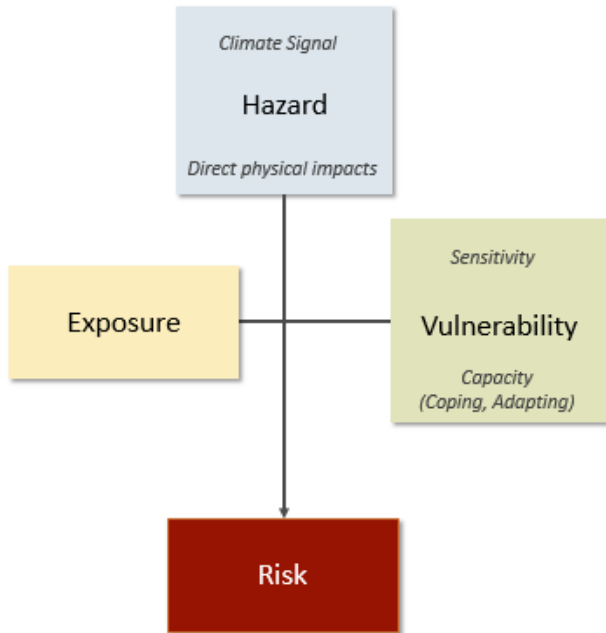 Climate Signal
Hazard
Direct physical impacts
Exposure
Sensitivity
Vulnerability
Capacity
(Coping, Adapting)
Risk